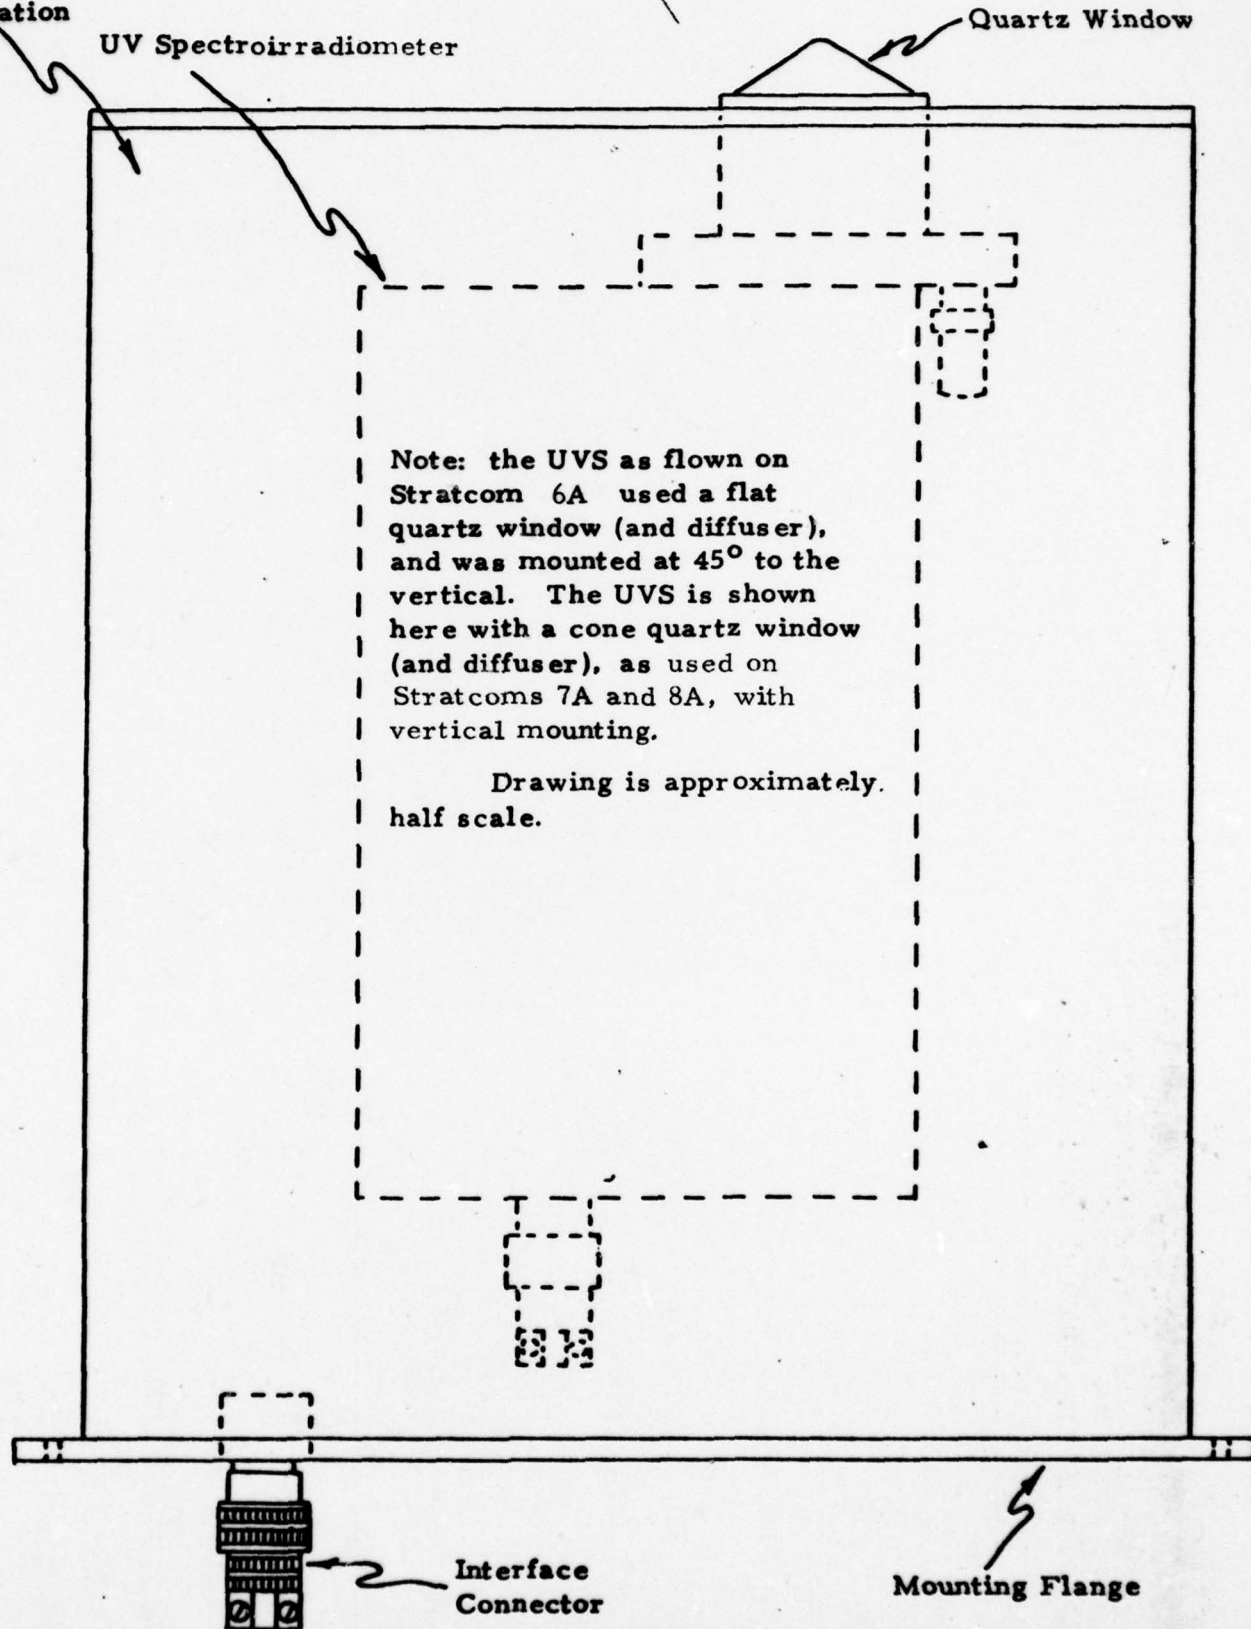 Quartz Window
UV Spectroirradiometer
Note: the UVS as flown on
Stratcom 6A used a flat
quartz window (and diffuser),
and was mounted at 45° to the
vertical. The UVS is shown
here with a cone quartz window
(and diffuser), as used on
Stratcoms 7A and 8A, with
vertical mounting.
Drawing is approximately.
half scale.
Interface
Connector
Mounting Flange